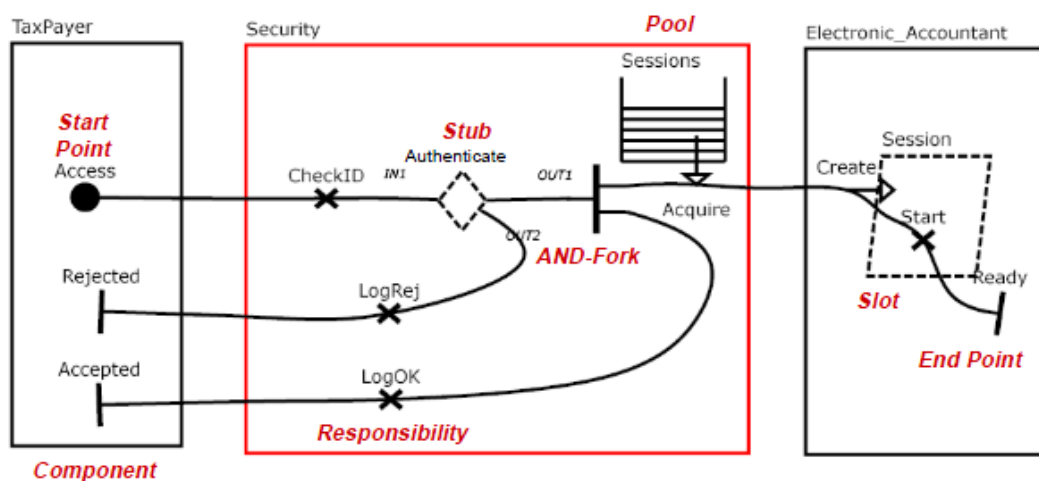 TaxPayer
Security
Pool
Electronic_Accountant
Sessions
Start
Point
Stub
Session
Authenticate
Access
CheckID
IN1
OUT1
Create
Acquire
Start
OUT2
AND-Fork
Rejected
LogRej
Ready
Slot
End Point
Accepted
LogOK
Responsibility
Component